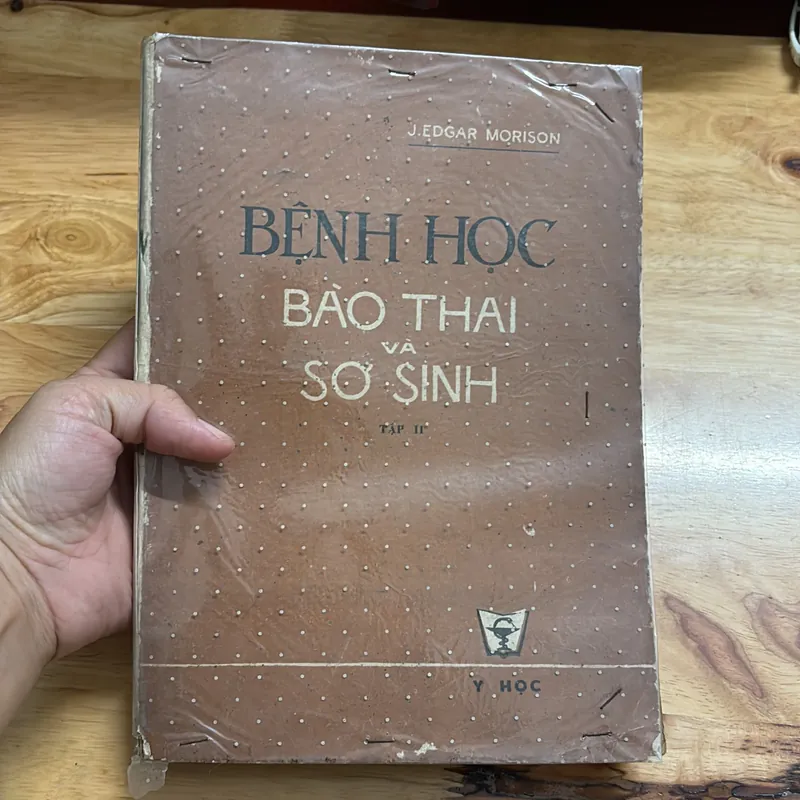 J. EDGAR MORISON
BỆNH HỌC
BÀO THAI
VÀ
SƠ SINH
TẬP II
Y HỌC